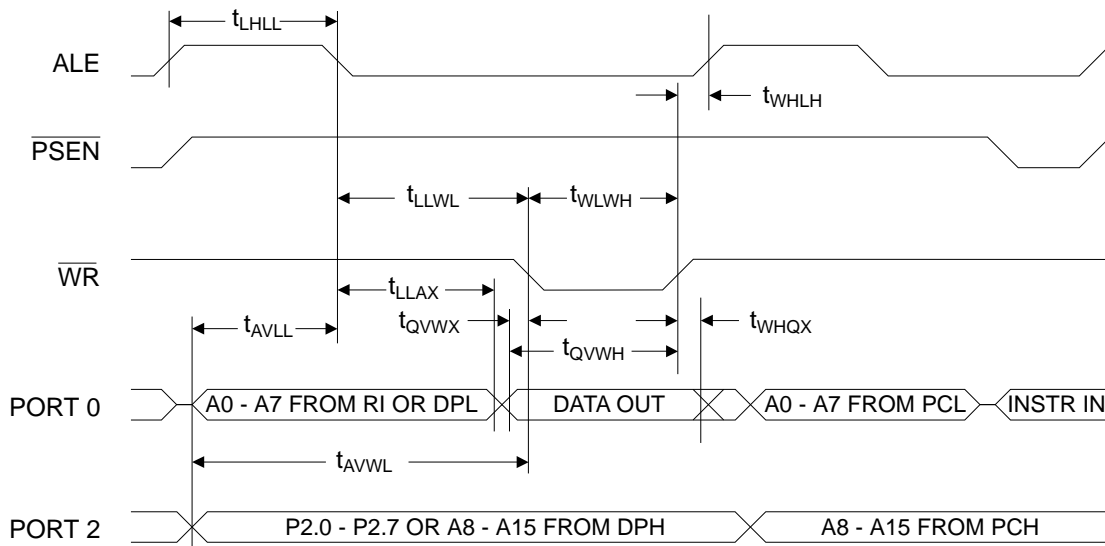 tLHLL
ALE
tWHLH
PSEN
tLLWL
tWLWH
WR
tLLAX
tQVWX
tWHQX
tAVLL
tQVWH
PORT 0
A0 - A7 FROM RI OR DPL
DATA OUT
A0 - A7 FROM PCL
INSTR IN
tAVWL
PORT 2
P2.0 - P2.7 OR A8 - A15 FROM DPH
A8 - A15 FROM PCH